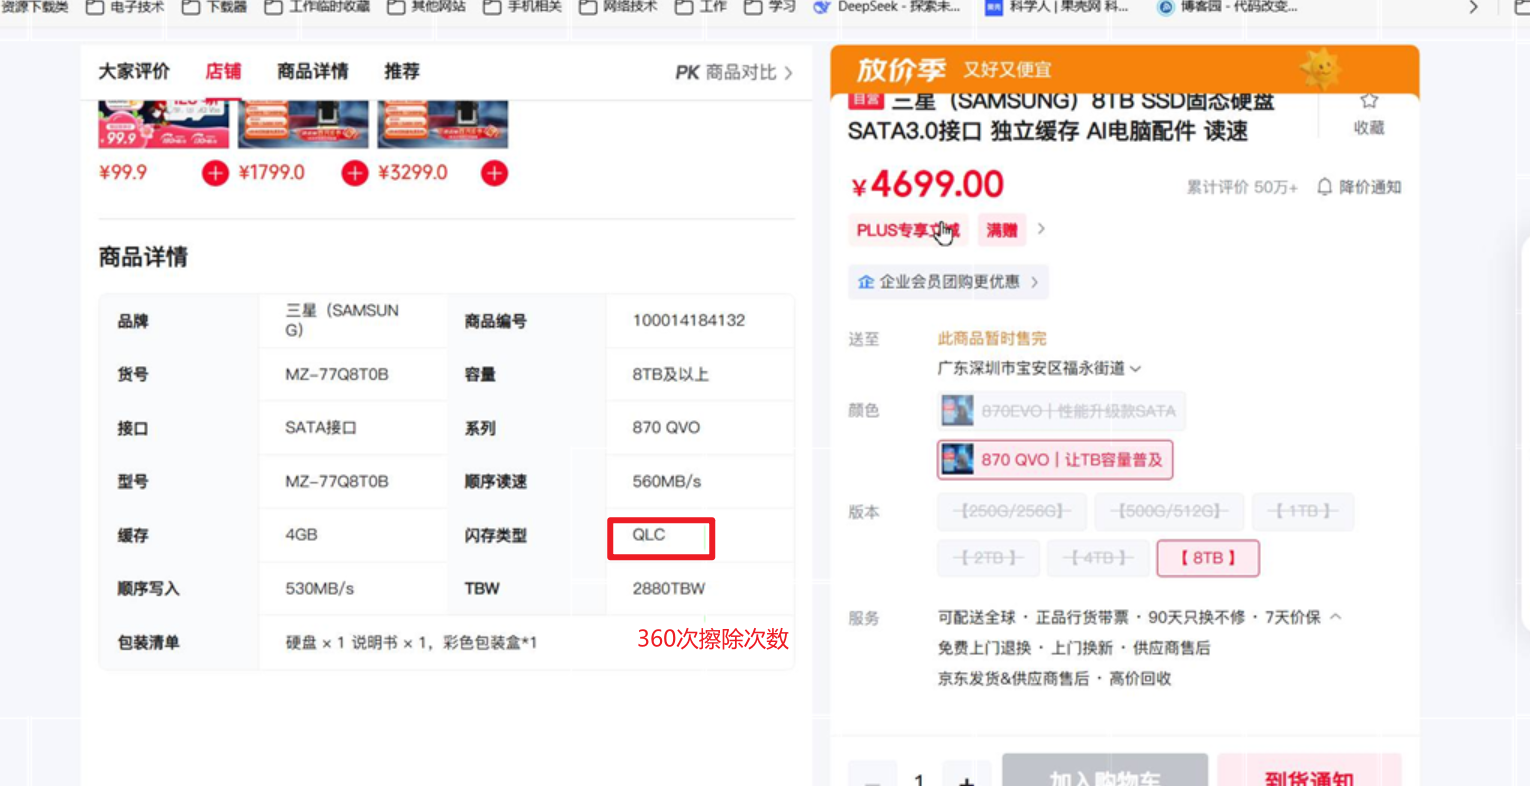 资源下载类 电子技术 下载器 工作临时收藏 其他网站 手机相关 网络技术 工作 学习 DeepSeek - 探索未... 科学人 | 果壳网 科... 博客园 - 代码改变...
大家评价 店铺 商品详情 推荐 PK 商品对比 >
¥99.9 ¥1799.0 ¥3299.0
商品详情
品牌 三星（SAMSUNG） 商品编号 100014184132
货号 MZ-77Q8T0B 容量 8TB及以上
接口 SATA接口 系列 870 QVO
型号 MZ-77Q8T0B 顺序读速 560MB/s
缓存 4GB 闪存类型 QLC
顺序写入 530MB/s TBW 2880TBW
360次擦除次数
包装清单 硬盘 × 1 说明书 × 1，彩色包装盒*1
放价季 又好又便宜
自营 三星（SAMSUNG）8TB SSD固态硬盘
SATA3.0接口 独立缓存 AI电脑配件 读速
收藏
¥4699.00 累计评价 50万+ 降价通知
PLUS专享立减 满赠 >
企业会员团购更优惠 >
送至 此商品暂时售完
广东深圳市宝安区福永街道
颜色 870EVO丨性能升级款SATA
870 QVO丨让TB容量普及
版本 【250G/256G】 【500G/512G】 【1TB】
【2TB】 【4TB】 【8TB】
服务 可配送全球 · 正品行货带票 · 90天只换不修 · 7天价保
免费上门退换 · 上门换新 · 供应商售后
京东发货&供应商售后 · 高价回收
- 1 + 加入购物车 到货通知